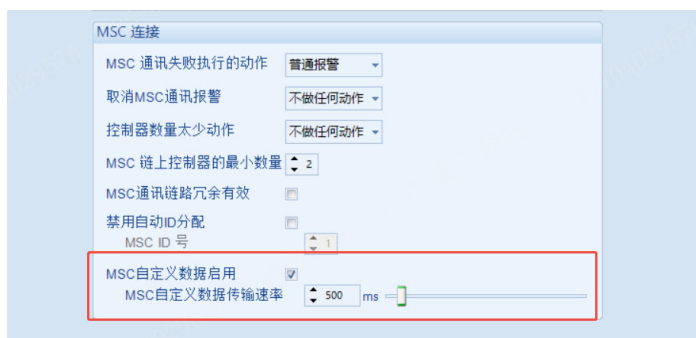 MSC 连接
MSC 通讯失败执行的动作 普通报警
取消MSC通讯报警 不做任何动作
控制器数量太少动作 不做任何动作
MSC 链上控制器的最小数量 2
MSC通讯链路冗余有效
禁用自动ID分配
MSC ID 号 1
MSC自定义数据启用
MSC自定义数据传输速率 500 ms